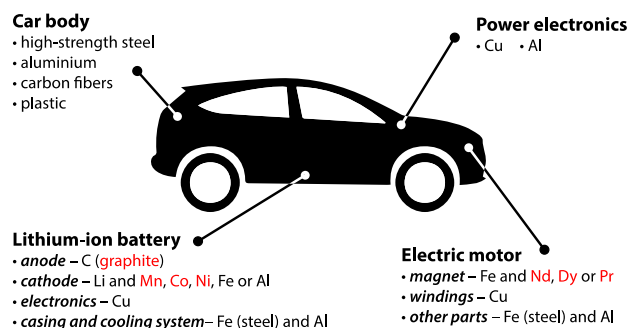 Car body
• high-strength steel
• aluminium
• carbon fibers
• plastic
Power electronics
• Cu • Al
Lithium-ion battery
• anode – C (graphite)
• cathode – Li and Mn, Co, Ni, Fe or Al
• electronics – Cu
• casing and cooling system– Fe (steel) and Al
Electric motor
• magnet – Fe and Nd, Dy or Pr
• windings – Cu
• other parts – Fe (steel) and Al